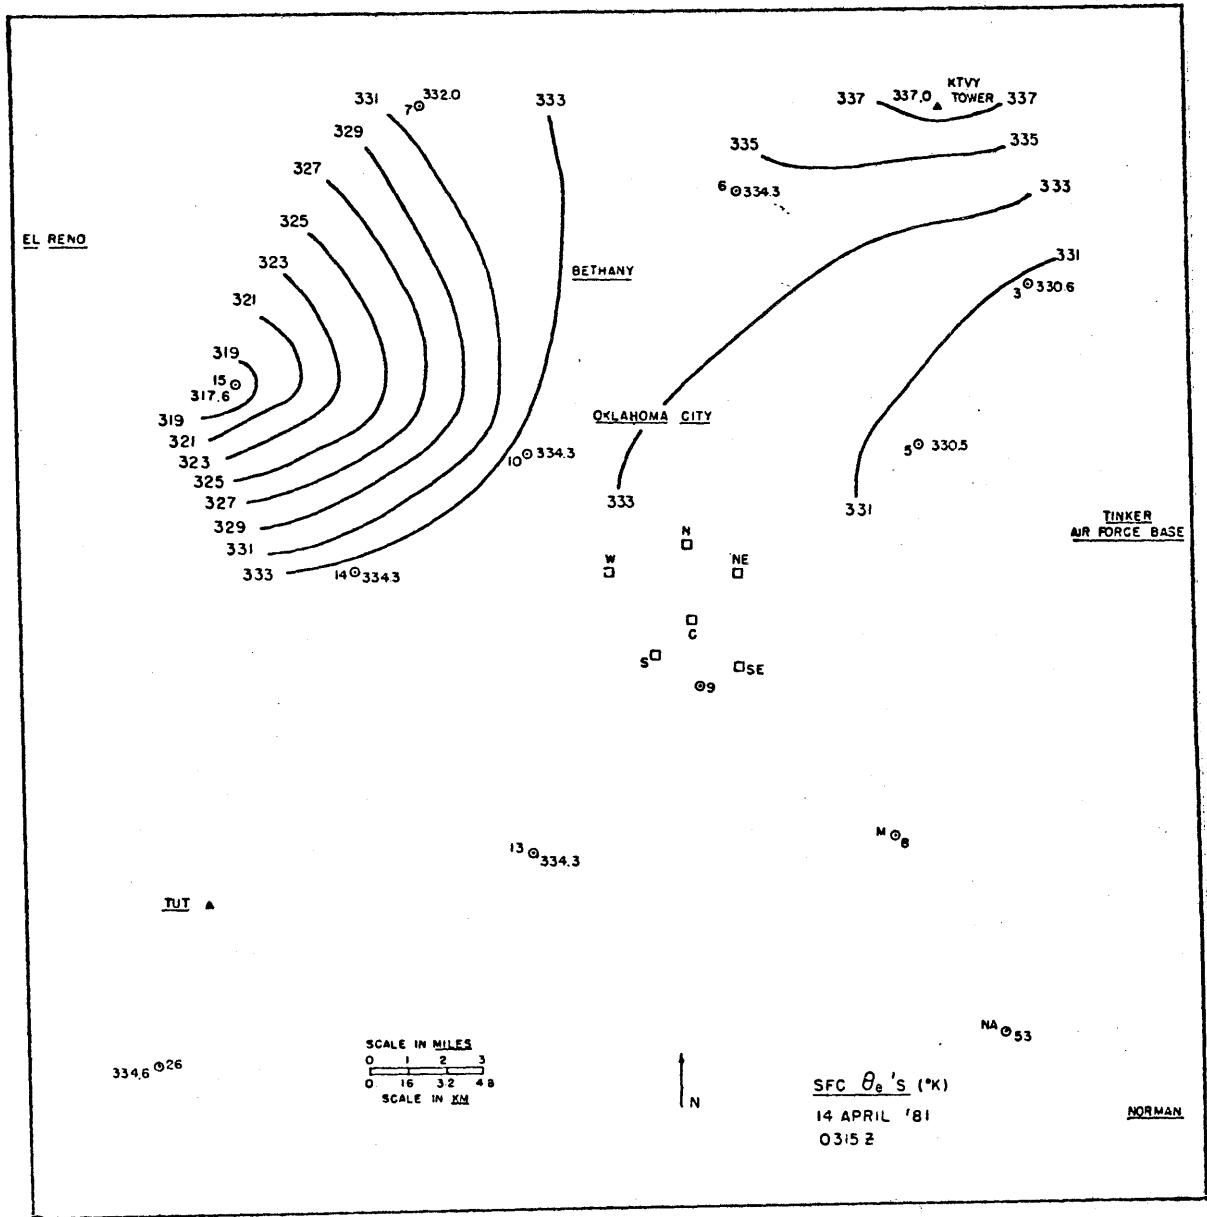 KTVY
TOWER
337 337.0 337
331 7 332.0 333
329
335 335
327
6 334.3 333
325
EL RENO
323
BETHANY
331
3 330.6
321
319
15
317.6
319
OKLAHOMA CITY
321
323
10 334.3
5 330.5
325
327
333
331
329
TINKER
AIR FORCE BASE
N
331
W
NE
333
14 334.3
C
S
SE
9
M 8
13 334.3
TUT
NA 53
SCALE IN MILES
0 1 2 3
0 1.6 3.2 4.8
SCALE IN KM
334.6 26
N
SFC θe'S (°K)
14 APRIL '81
0315 Z
NORMAN